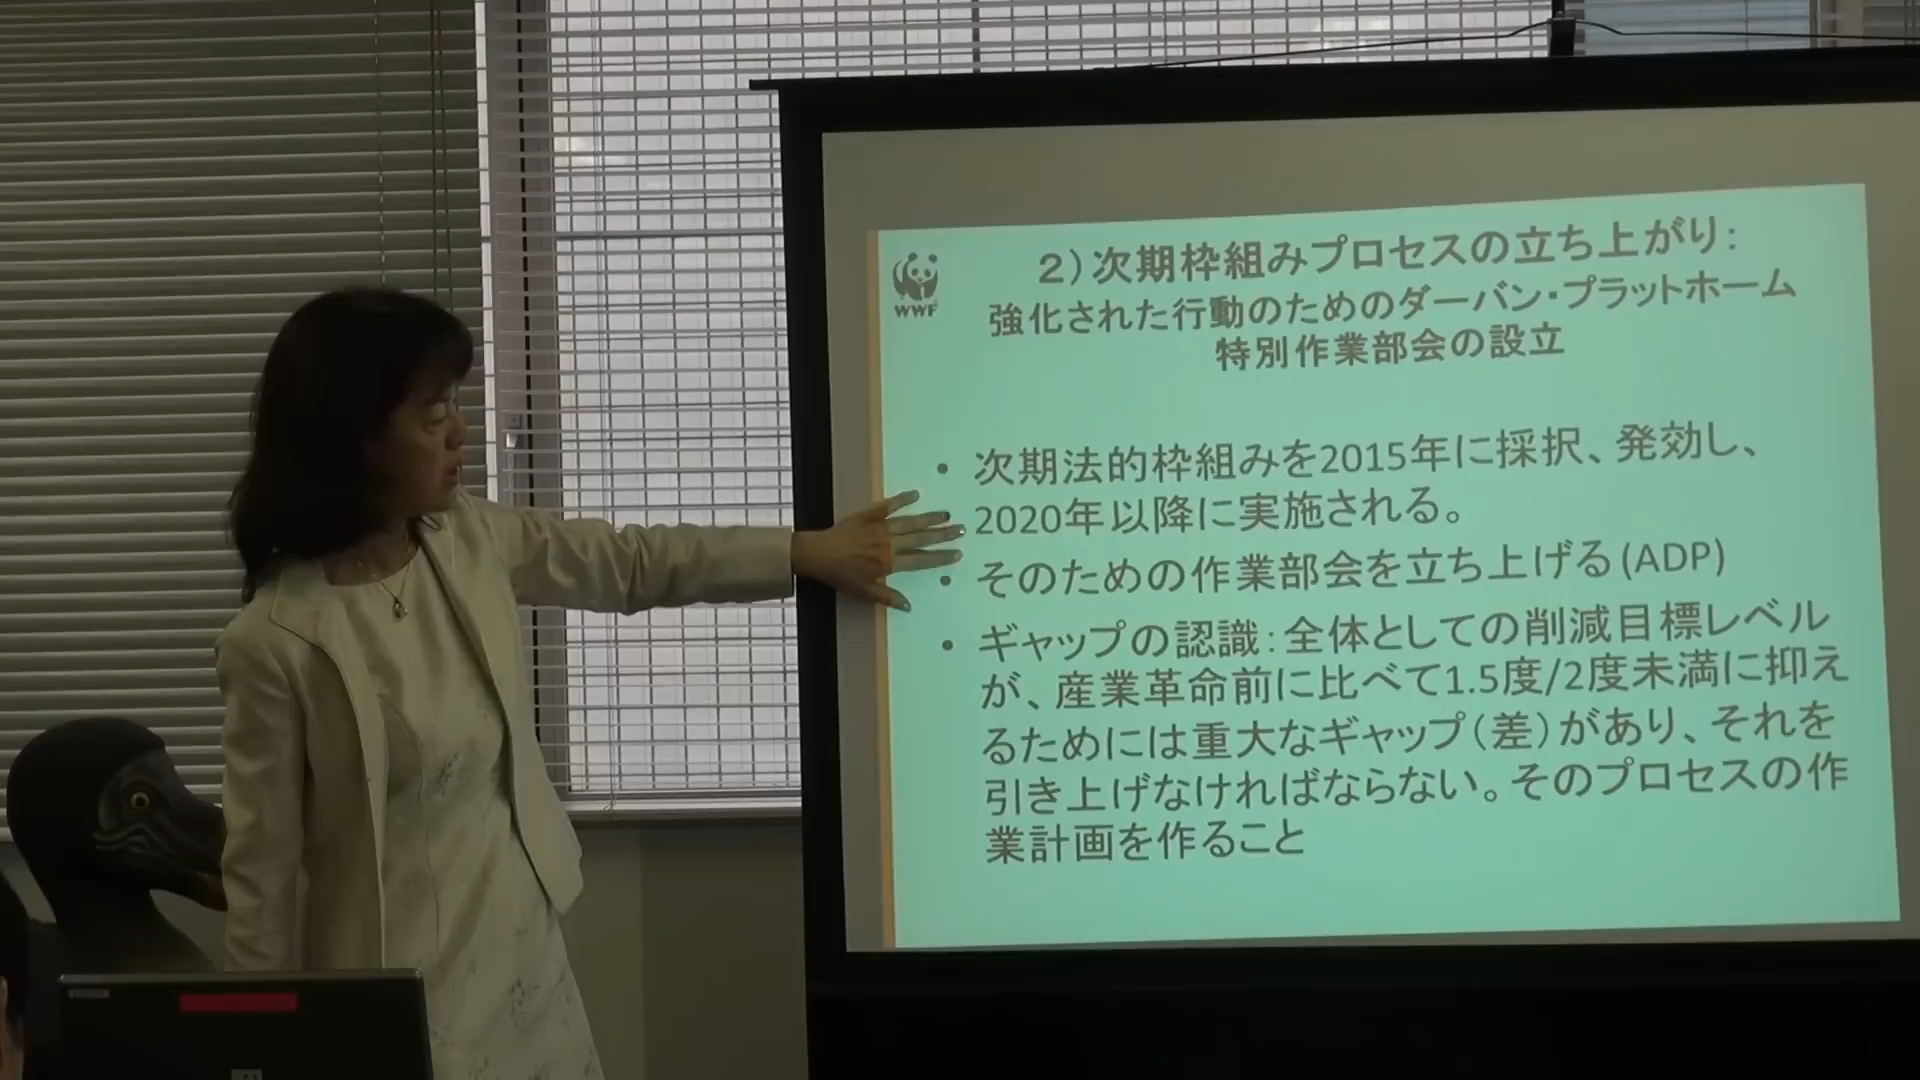 WWF
2）次期枠組みプロセスの立ち上がり：
強化された行動のためのダーバン・プラットホーム
特別作業部会の設立
• 次期法的枠組みを2015年に採択、発効し、
2020年以降に実施される。
• そのための作業部会を立ち上げる(ADP)
• ギャップの認識：全体としての削減目標レベル
が、産業革命前に比べて1.5度/2度未満に抑え
るためには重大なギャップ（差）があり、それを
引き上げなければならない。そのプロセスの作
業計画を作ること